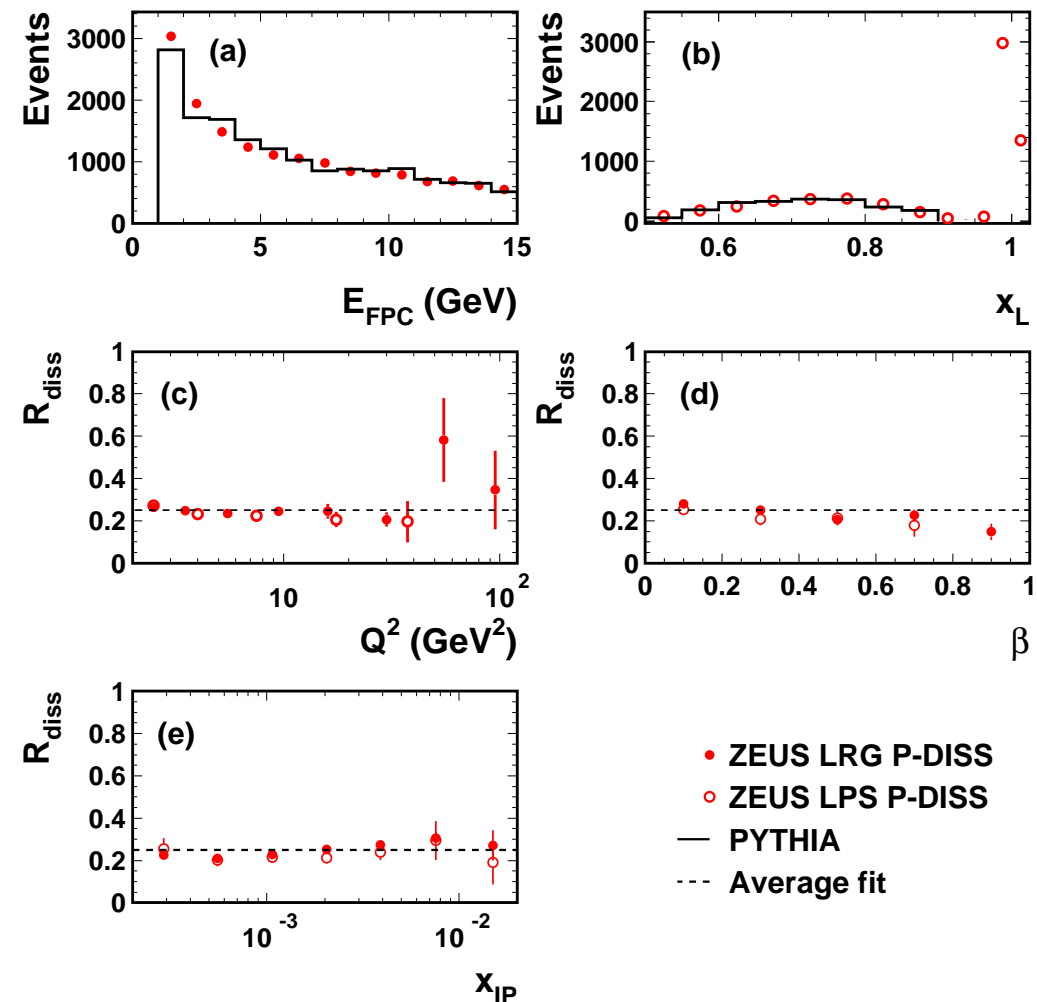 Events
3000
2000
1000
0
(a)
0 5 10 15
E_FPC (GeV)
Events
3000
2000
1000
0
(b)
0.6 0.8 1
x_L
R_diss
1
0.8
0.6
0.4
0.2
0
(c)
10 10^2
Q^2 (GeV^2)
R_diss
1
0.8
0.6
0.4
0.2
0
(d)
0 0.2 0.4 0.6 0.8 1
β
R_diss
1
0.8
0.6
0.4
0.2
0
(e)
10^-3 10^-2
x_IP
ZEUS LRG P-DISS
ZEUS LPS P-DISS
PYTHIA
Average fit